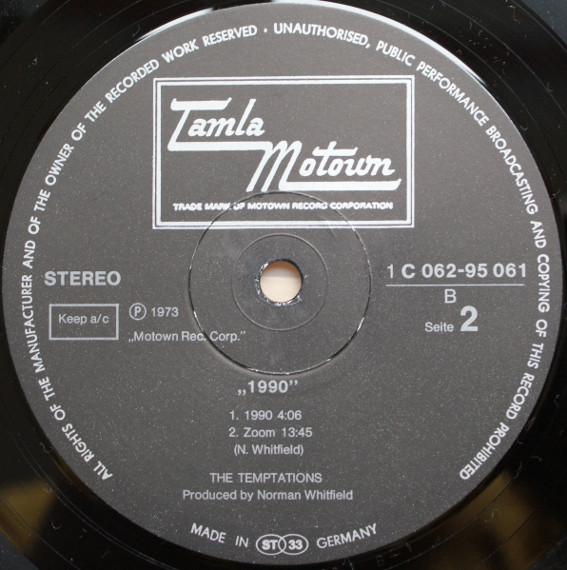 ALL RIGHTS OF THE MANUFACTURER AND OF THE OWNER OF THE RECORDED WORK RESERVED · UNAUTHORISED, PUBLIC PERFORMANCE BROADCASTING AND COPYING OF THIS RECORD PROHIBITED
Tamla
Motown
TRADE MARK OF MOTOWN RECORD CORPORATION
STEREO
1 C 062-95 061
B
Keep a/c
Ⓟ 1973
Seite 2
„Motown Rec. Corp.”
„1990”
1. 1990 4:06
2. Zoom 13:45
(N. Whitfield)
THE TEMPTATIONS
Produced by Norman Whitfield
MADE IN ST 33 GERMANY